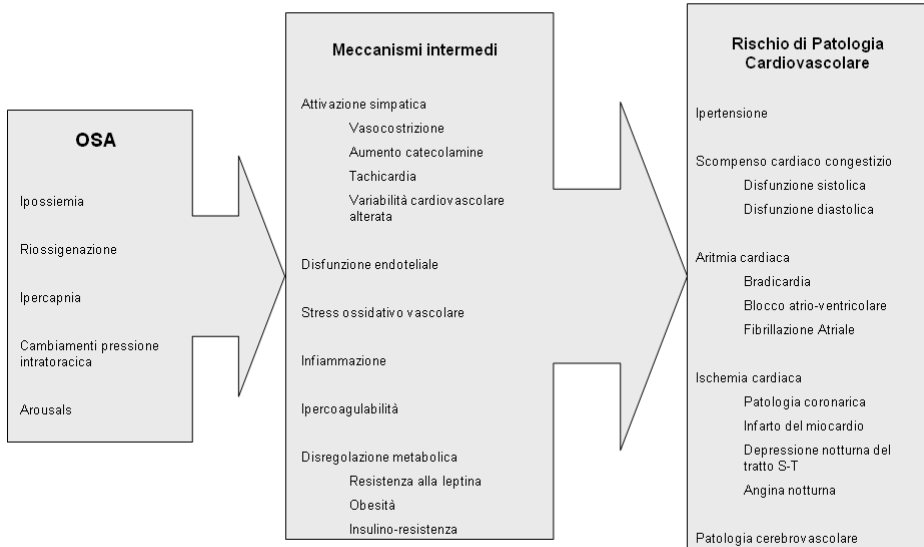 OSA
Ipossiemia
Riossigenazione
Ipercapnia
Cambiamenti pressione
intratoracica
Arousals
Meccanismi intermedi
Attivazione simpatica
Vasocostrizione
Aumento catecolamine
Tachicardia
Variabilità cardiovascolare
alterata
Disfunzione endoteliale
Stress ossidativo vascolare
Infiammazione
Ipercoagulabilità
Disregolazione metabolica
Resistenza alla leptina
Obesità
Insulino-resistenza
Rischio di Patologia
Cardiovascolare
Ipertensione
Scompenso cardiaco congestizio
Disfunzione sistolica
Disfunzione diastolica
Aritmia cardiaca
Bradicardia
Blocco atrio-ventricolare
Fibrillazione Atriale
Ischemia cardiaca
Patologia coronarica
Infarto del miocardio
Depressione notturna del
tratto S-T
Angina notturna
Patologia cerebrovascolare